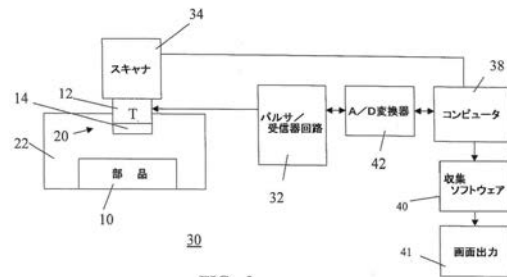 34
スキャナ
12
T
14
20
22
部品
10
パルサ/
受信器回路
32
A/D変換器
42
38
コンピュータ
収集
ソフトウェア
40
画面出力
41
30